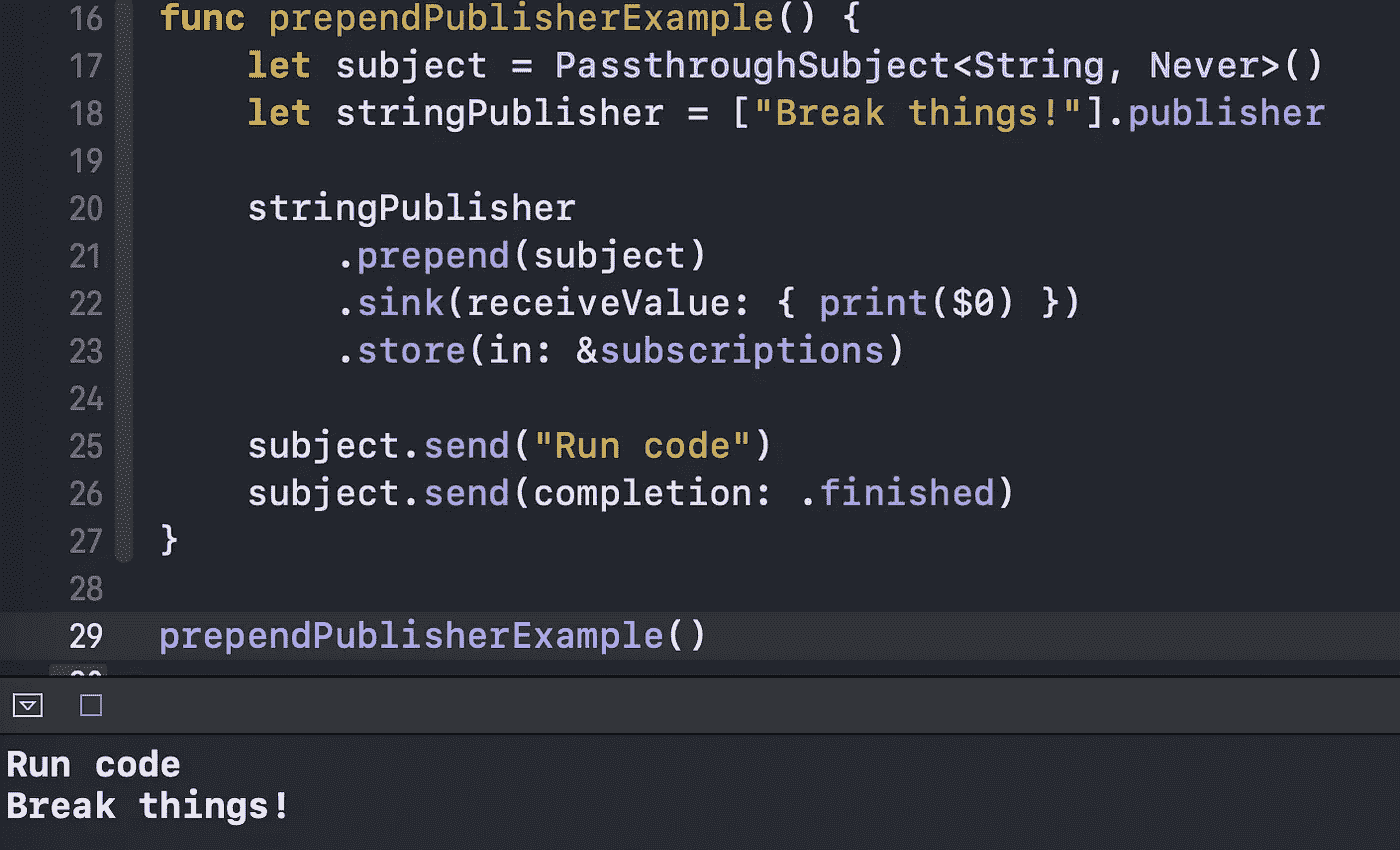 16 func prependPublisherExample() {
17 let subject = PassthroughSubject<String, Never>()
18 let stringPublisher = ["Break things!"].publisher
19
20 stringPublisher
21 .prepend(subject)
22 .sink(receiveValue: { print($0) })
23 .store(in: &subscriptions)
24
25 subject.send("Run code")
26 subject.send(completion: .finished)
27 }
28
29 prependPublisherExample()
Run code
Break things!